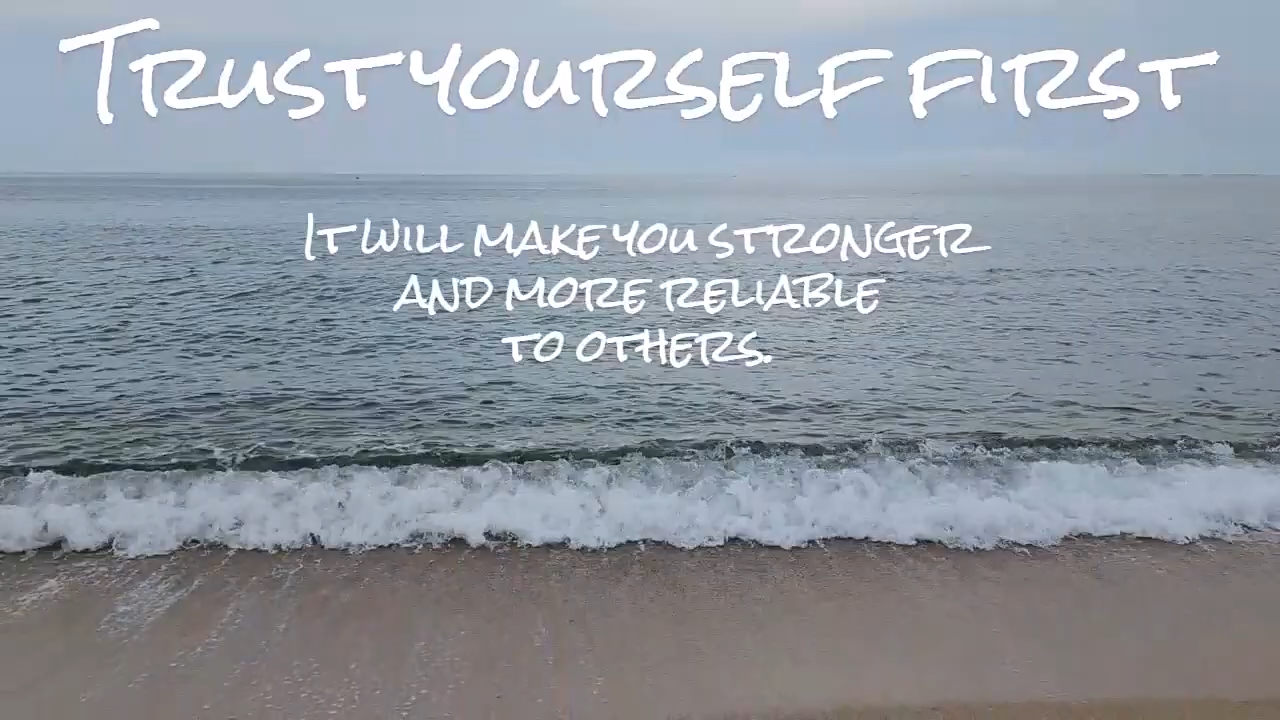 Trust yourself first
It will make you stronger
and more reliable
to others.